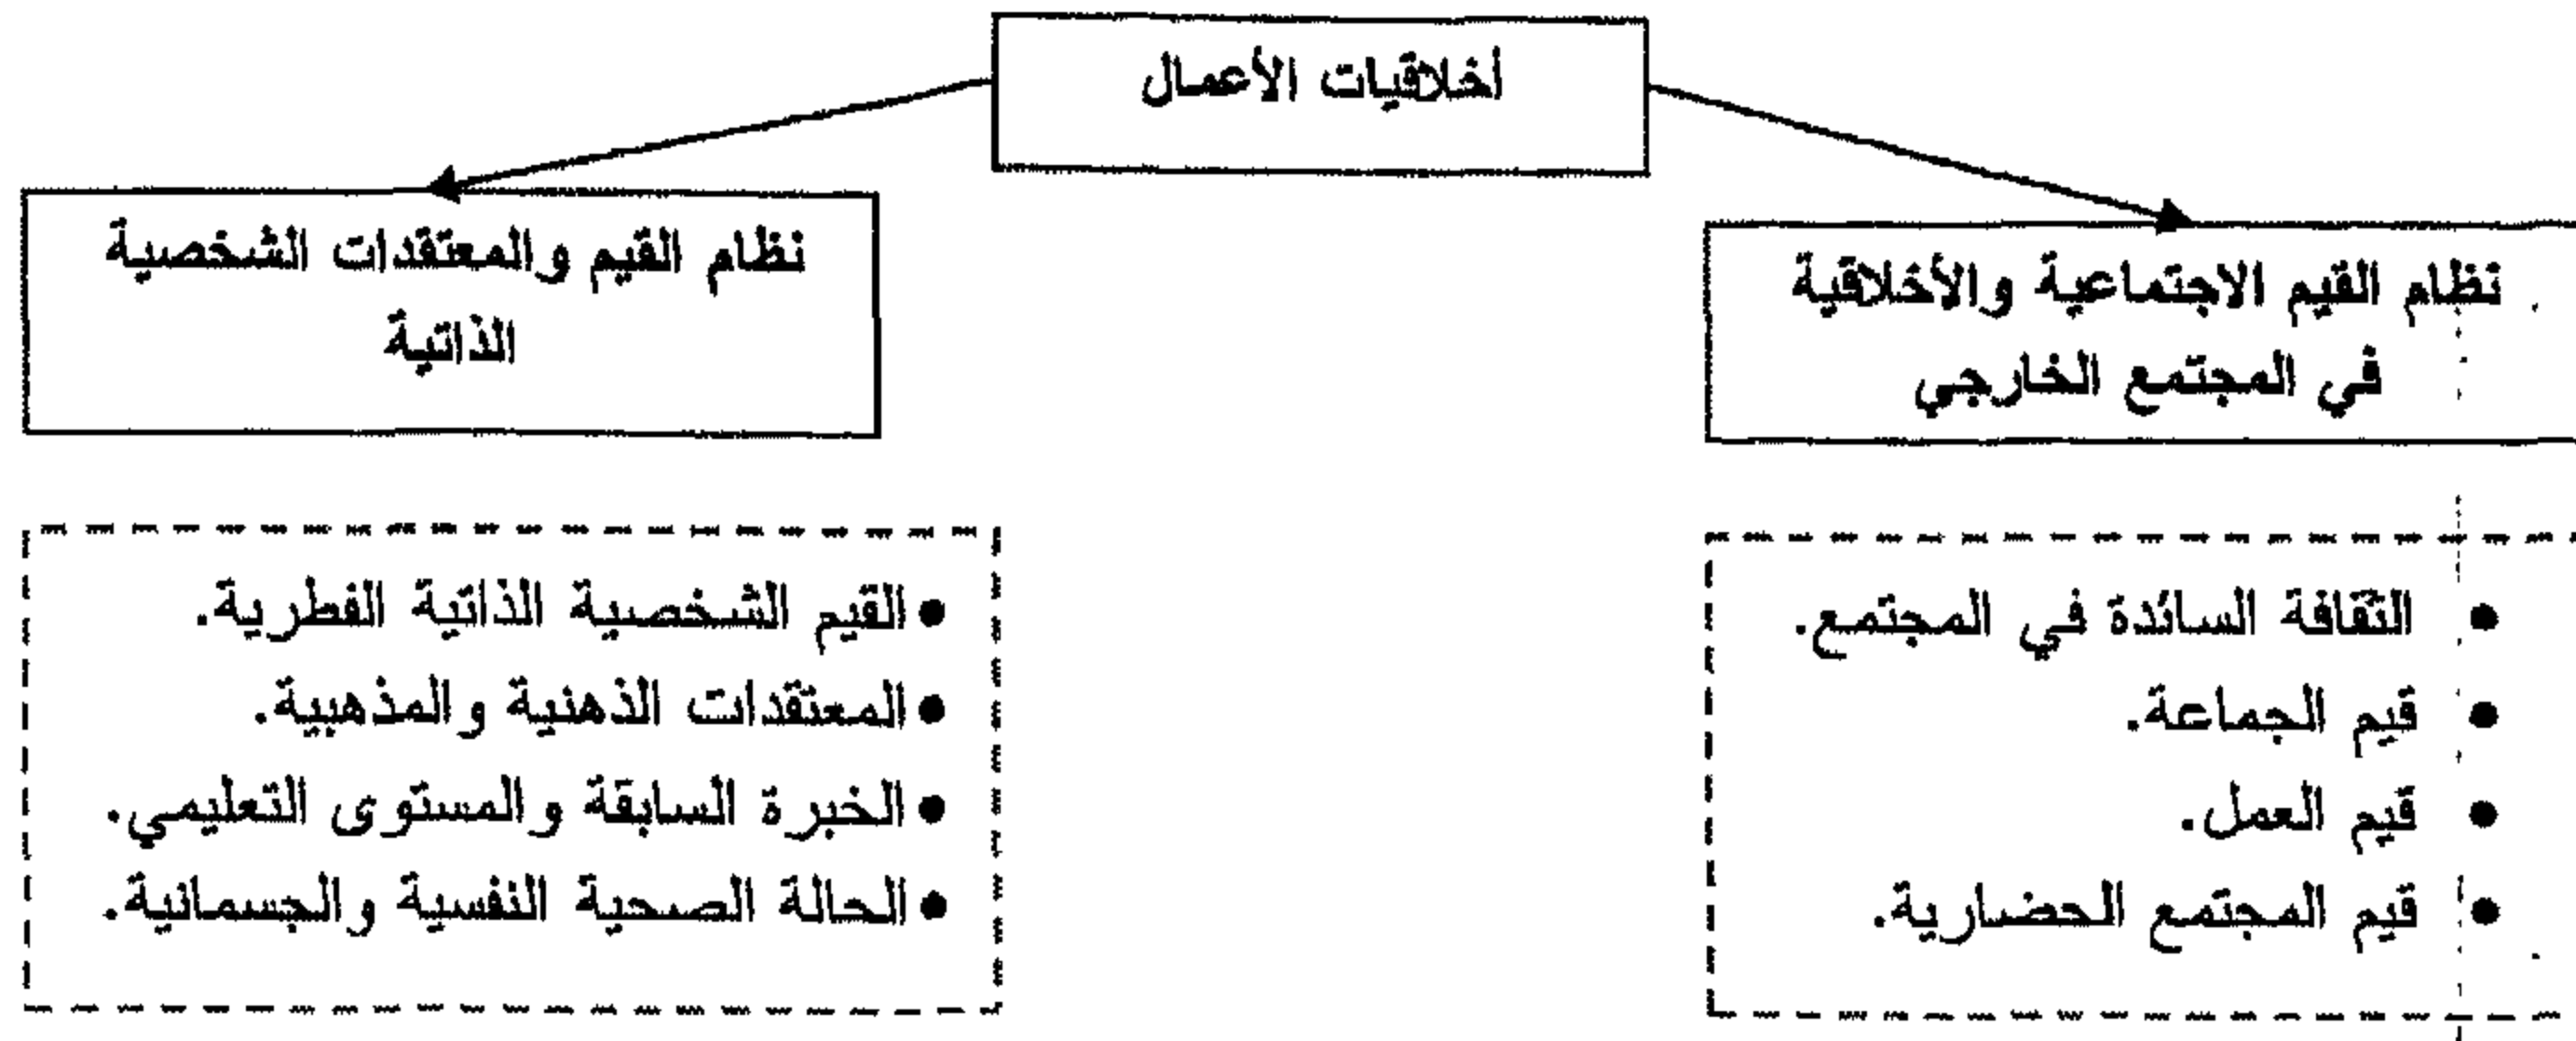 أخلاقيات الأعمال
نظام القيم الاجتماعية والأخلاقية
في المجتمع الخارجي
• الثقافة السائدة في المجتمع.
• قيم الجماعة.
• قيم العمل.
• قيم المجتمع الحضارية.
نظام القيم والمعتقدات الشخصية
الذاتية
• القيم الشخصية الذاتية الفطرية.
• المعتقدات الذهنية والمذهبية.
• الخبرة السابقة والمستوى التعليمي.
• الحالة الصحية النفسية والجسمانية.